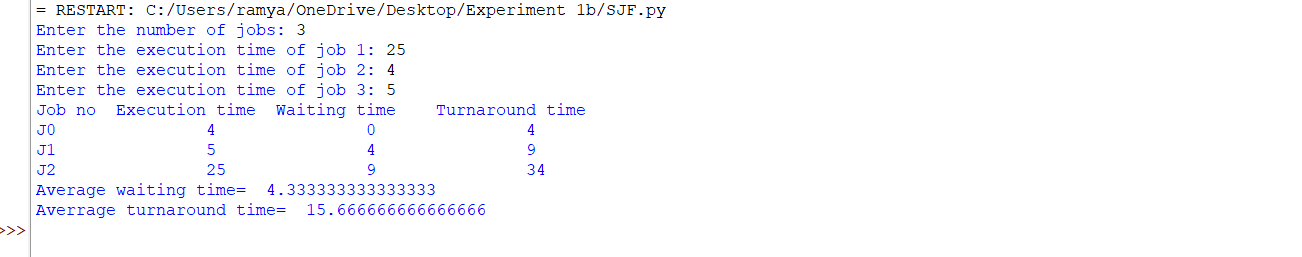 = RESTART: C:/Users/ramya/OneDrive/Desktop/Experiment 1b/SJF.py
Enter the number of jobs: 3
Enter the execution time of job 1: 25
Enter the execution time of job 2: 4
Enter the execution time of job 3: 5
Job no  Execution time  Waiting time    Turnaround time
J0               4               0               4
J1               5               4               9
J2               25              9               34
Average waiting time=  4.333333333333333
Averrage turnaround time=  15.666666666666666
>>>